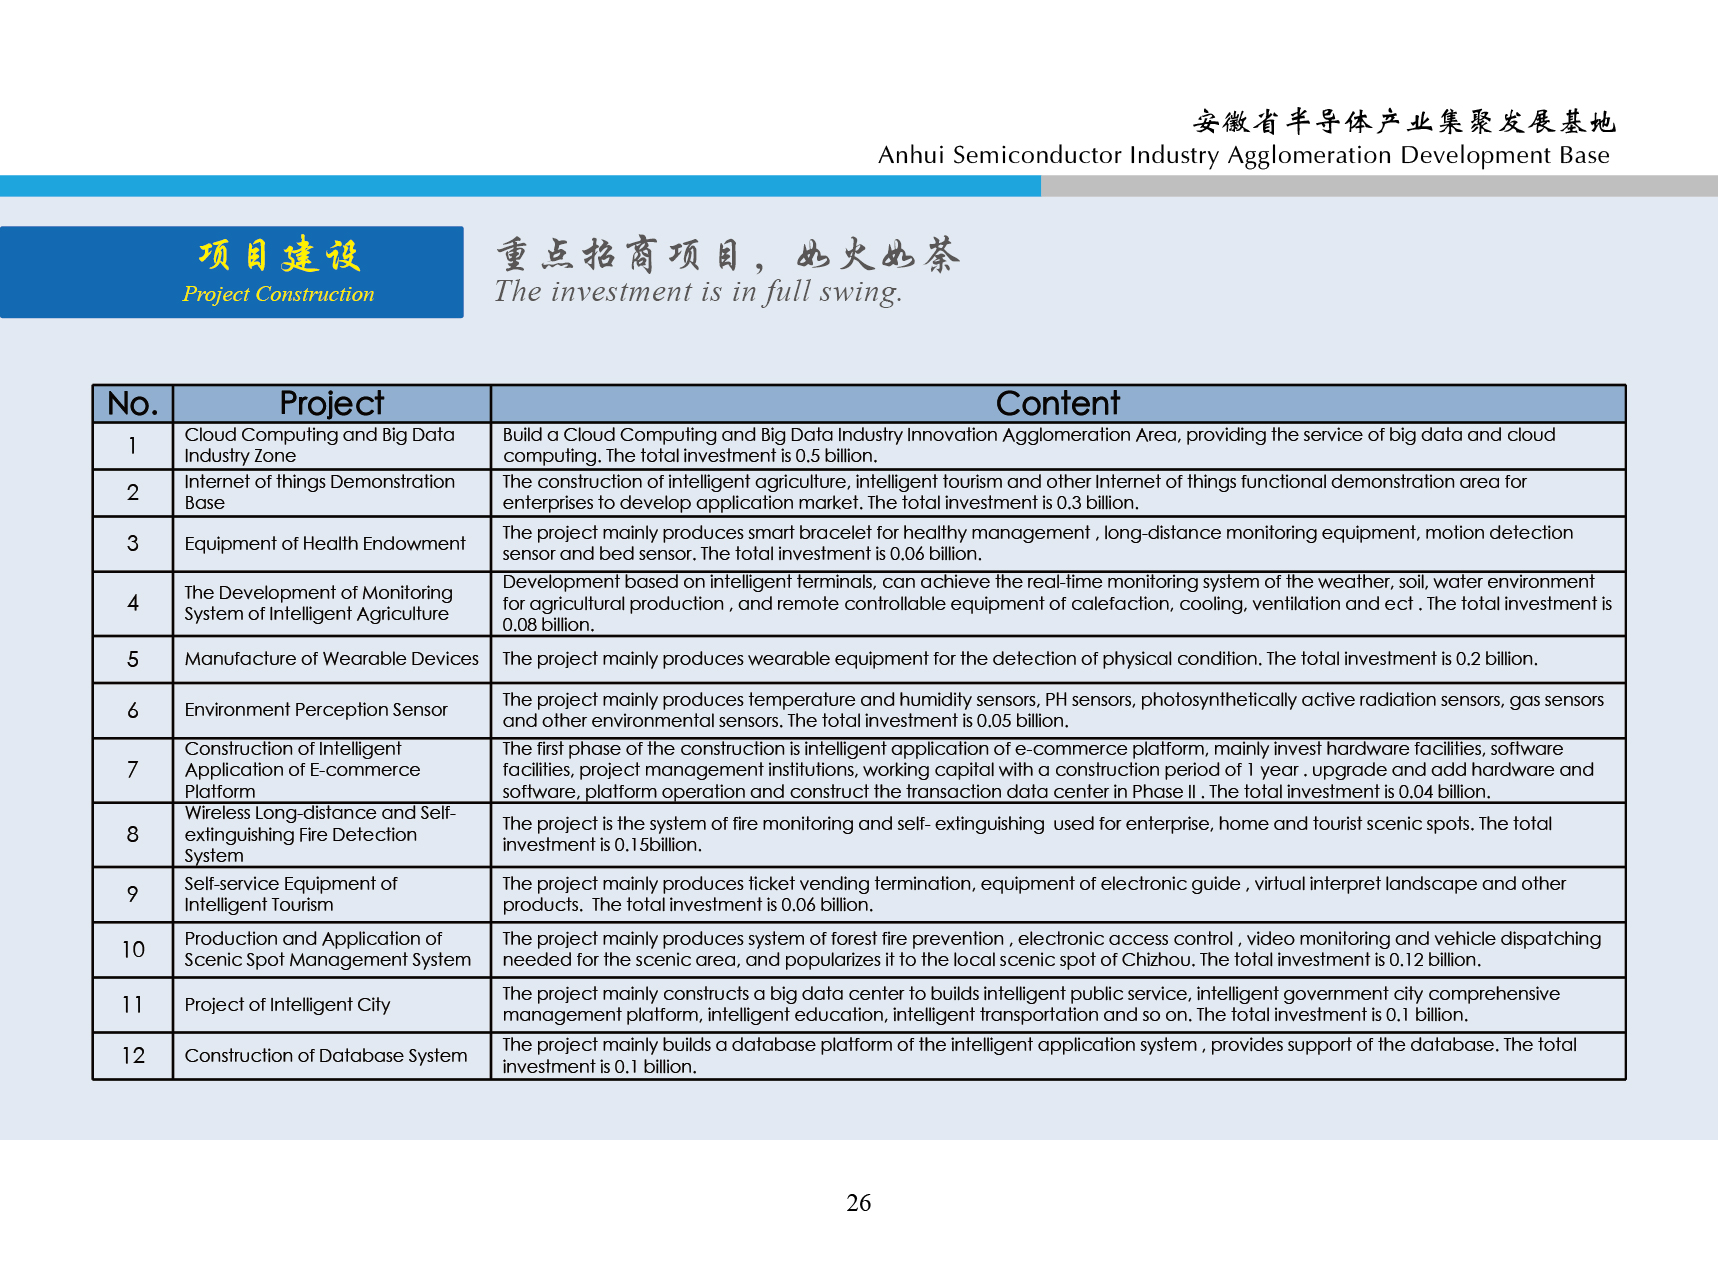 安徽省半导体产业集聚发展基地
Anhui Semiconductor Industry Agglomeration Development Base
项目建设
Project Construction
重点招商项目，如火如荼
The investment is in full swing.
No. Project Content
1 Cloud Computing and Big Data Industry Zone
Build a Cloud Computing and Big Data Industry Innovation Agglomeration Area, providing the service of big data and cloud
computing. The total investment is 0.5 billion.
2 Internet of things Demonstration
Base
The construction of intelligent agriculture, intelligent tourism and other Internet of things functional demonstration area for
enterprises to develop application market. The total investment is 0.3 billion.
3 Equipment of Health Endowment
The project mainly produces smart bracelet for healthy management , long-distance monitoring equipment, motion detection
sensor and bed sensor. The total investment is 0.06 billion.
4 The Development of Monitoring
System of Intelligent Agriculture
Development based on intelligent terminals, can achieve the real-time monitoring system of the weather, soil, water environment
for agricultural production , and remote controllable equipment of calefaction, cooling, ventilation and ect . The total investment is
0.08 billion.
5 Manufacture of Wearable Devices
The project mainly produces wearable equipment for the detection of physical condition. The total investment is 0.2 billion.
6 Environment Perception Sensor
The project mainly produces temperature and humidity sensors, PH sensors, photosynthetically active radiation sensors, gas sensors
and other environmental sensors. The total investment is 0.05 billion.
7 Construction of Intelligent
Application of E-commerce
Platform
The first phase of the construction is intelligent application of e-commerce platform, mainly invest hardware facilities, software
facilities, project management institutions, working capital with a construction period of 1 year . upgrade and add hardware and
software, platform operation and construct the transaction data center in Phase II . The total investment is 0.04 billion.
8 Wireless Long-distance and Self-
extinguishing Fire Detection
System
The project is the system of fire monitoring and self- extinguishing used for enterprise, home and tourist scenic spots. The total
investment is 0.15billion.
9 Self-service Equipment of
Intelligent Tourism
The project mainly produces ticket vending termination, equipment of electronic guide , virtual interpret landscape and other
products. The total investment is 0.06 billion.
10 Production and Application of
Scenic Spot Management System
The project mainly produces system of forest fire prevention , electronic access control , video monitoring and vehicle dispatching
needed for the scenic area, and popularizes it to the local scenic spot of Chizhou. The total investment is 0.12 billion.
11 Project of Intelligent City
The project mainly constructs a big data center to builds intelligent public service, intelligent government city comprehensive
management platform, intelligent education, intelligent transportation and so on. The total investment is 0.1 billion.
12 Construction of Database System
The project mainly builds a database platform of the intelligent application system , provides support of the database. The total
investment is 0.1 billion.
26